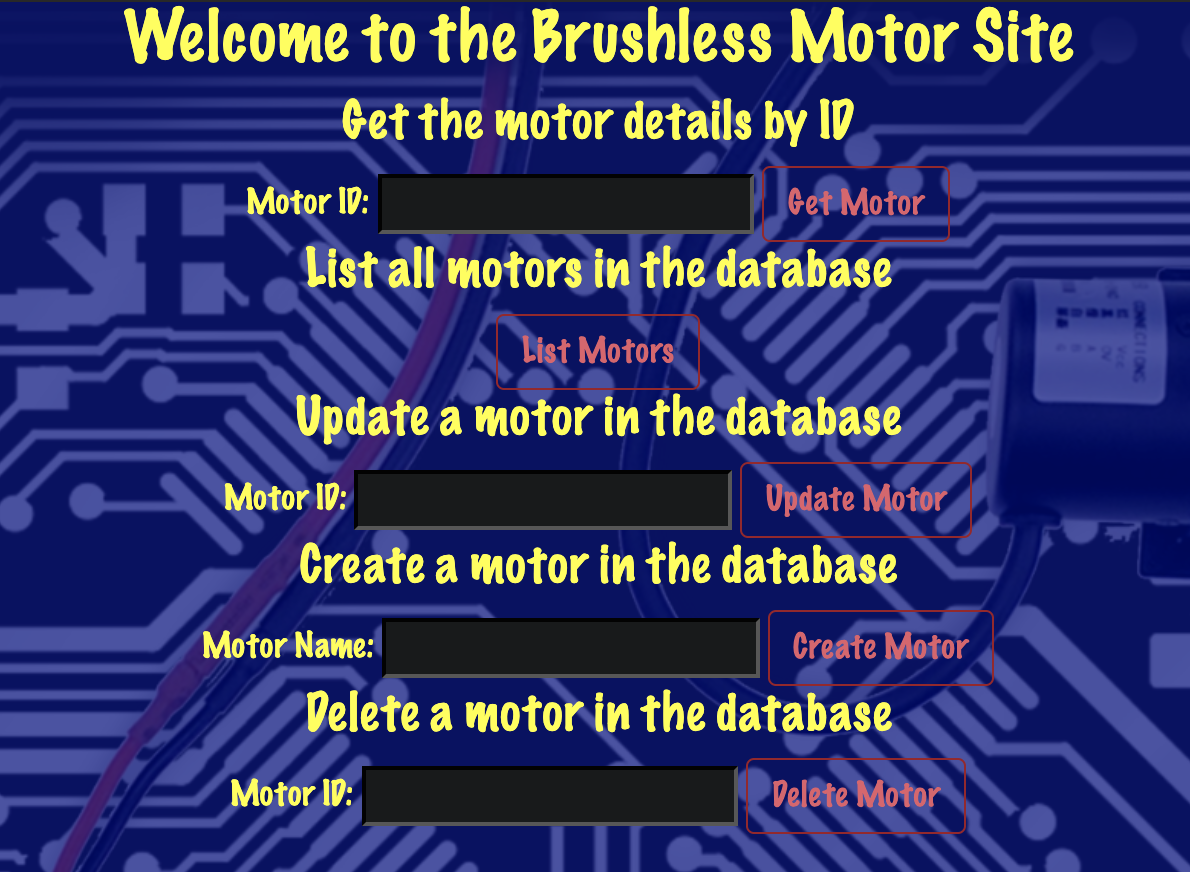 Welcome to the Brushless Motor Site
Get the motor details by ID
Motor ID: Get Motor
List all motors in the database
List Motors
Update a motor in the database
Motor ID: Update Motor
Create a motor in the database
Motor Name: Create Motor
Delete a motor in the database
Motor ID: Delete Motor
CONNECTIONS